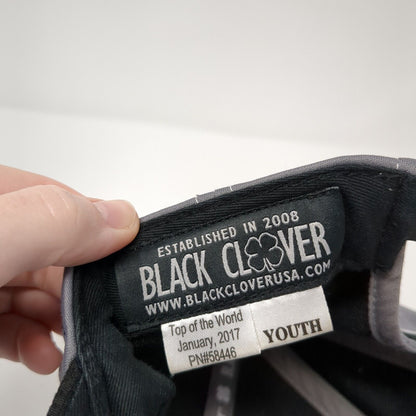 ESTABLISHED IN 2008
BLACK CLOVER
WWW.BLACKCLOVERUSA.COM
Top of the World
January, 2017
PN#58446
YOUTH